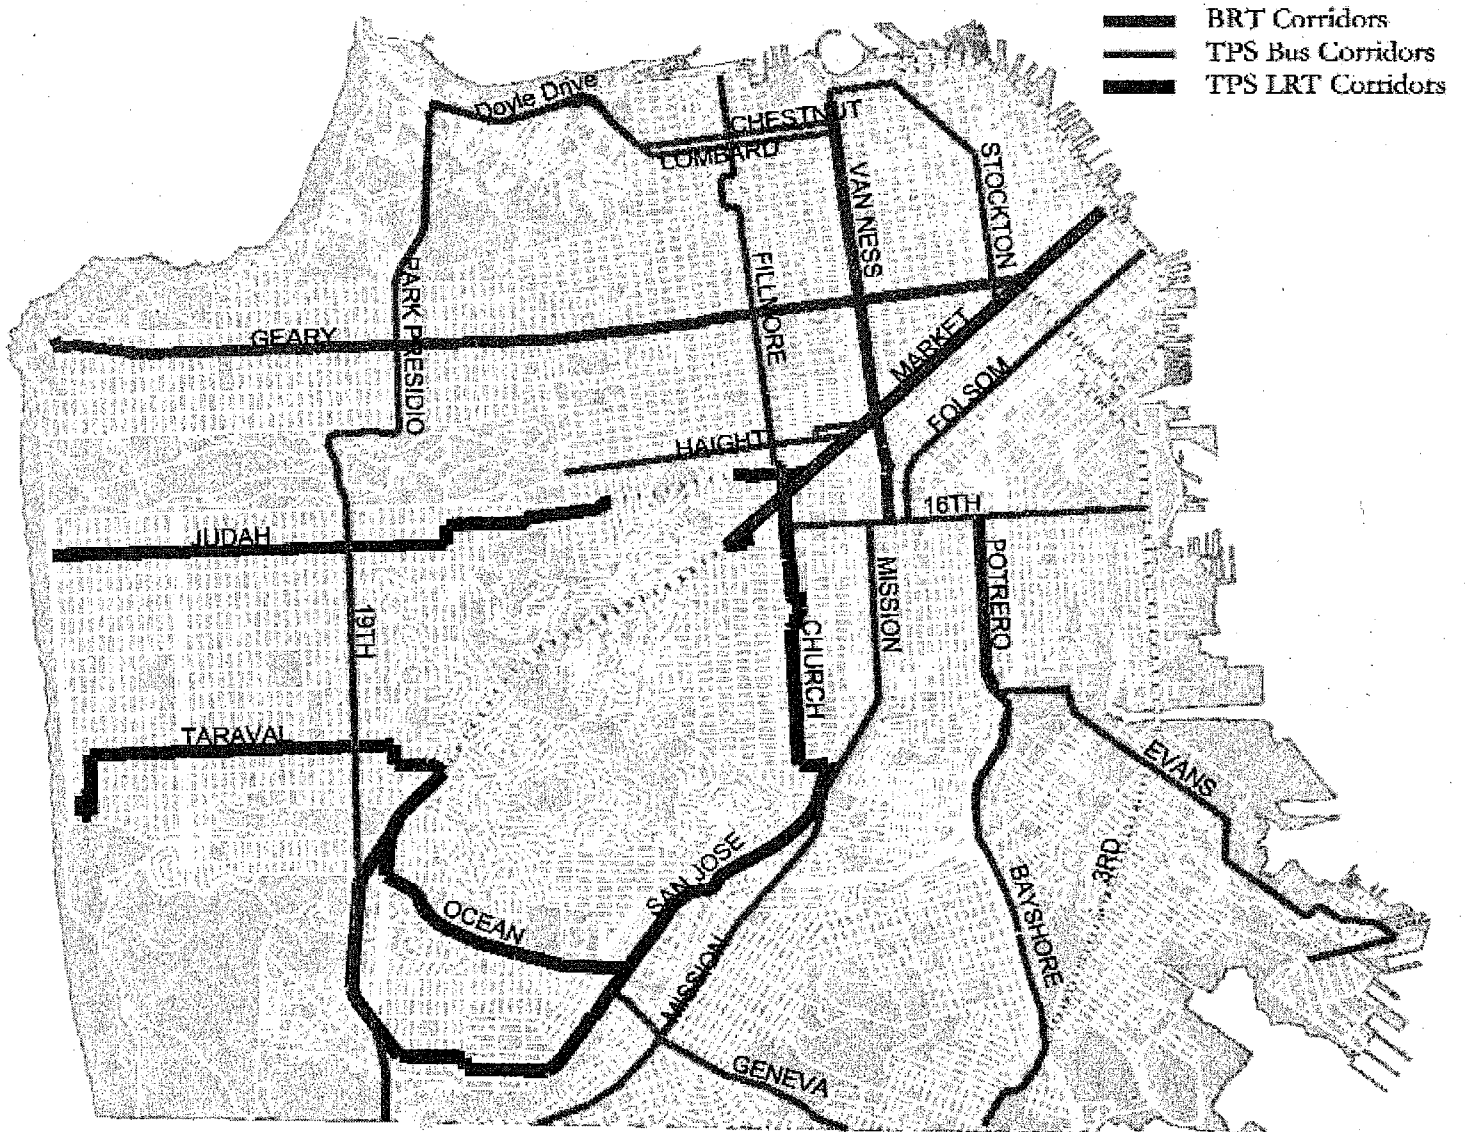 BRT Corridors
TPS Bus Corridors
TPS LRT Corridors
Doyle Drive
CHESTNUT
LOMBARD
STOCKTON
VAN NESS
PARK PRESIDIO
FILLMORE
GEARY
MARKET
FOLSOM
HAIGHT
16TH
JUDAH
MISSION
POTRERO
19TH
CHURCH
TARAVAL
EVANS
SAN JOSE
3RD
BAYSHORE
OCEAN
MISSION
GENEVA